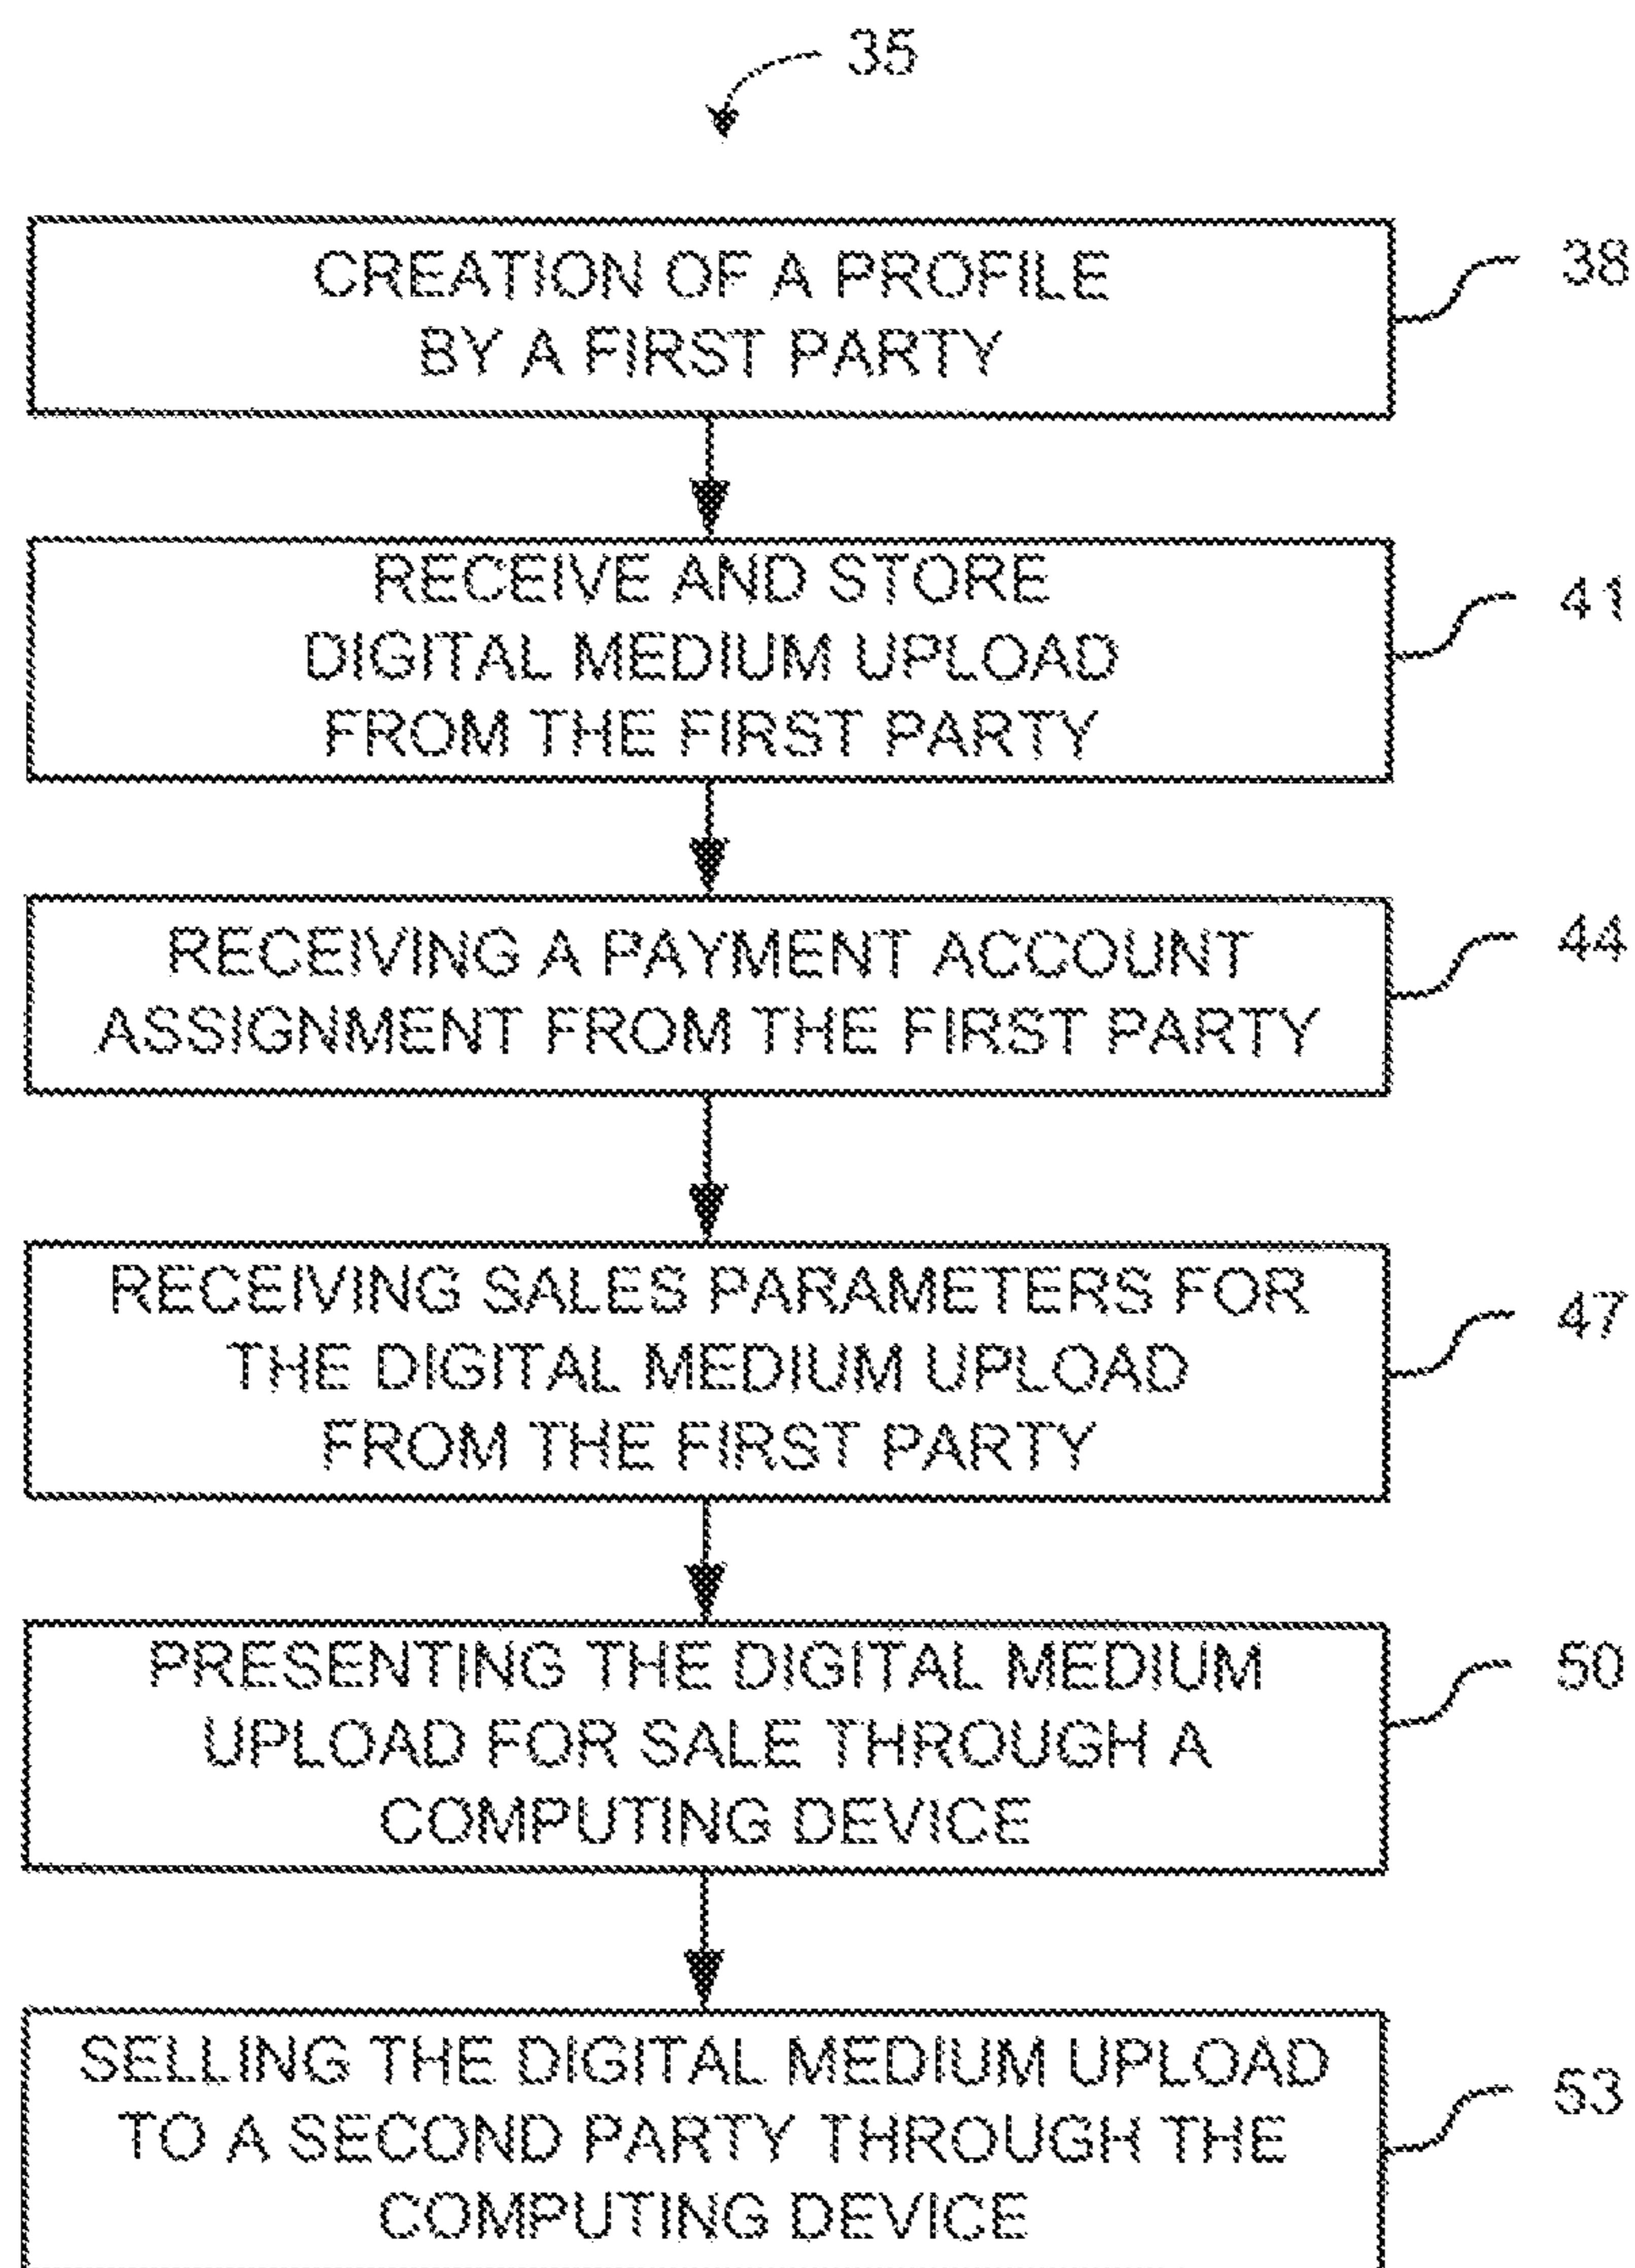 35
CREATION OF A PROFILE
BY A FIRST PARTY
38
RECEIVE AND STORE
DIGITAL MEDIUM UPLOAD
FROM THE FIRST PARTY
41
RECEIVING A PAYMENT ACCOUNT
ASSIGNMENT FROM THE FIRST PARTY
44
RECEIVING SALES PARAMETERS FOR
THE DIGITAL MEDIUM UPLOAD
FROM THE FIRST PARTY
47
PRESENTING THE DIGITAL MEDIUM
UPLOAD FOR SALE THROUGH A
COMPUTING DEVICE
50
SELLING THE DIGITAL MEDIUM UPLOAD
TO A SECOND PARTY THROUGH THE
COMPUTING DEVICE
53